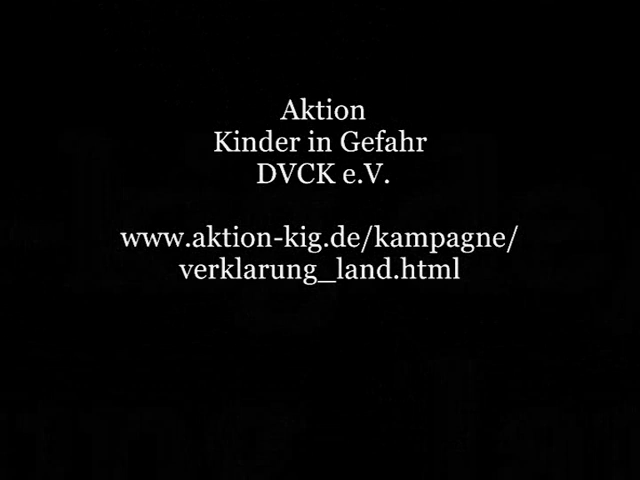 Aktion
Kinder in Gefahr
DVCK e.V.
www.aktion-kig.de/kampagne/
verklarung_land.html